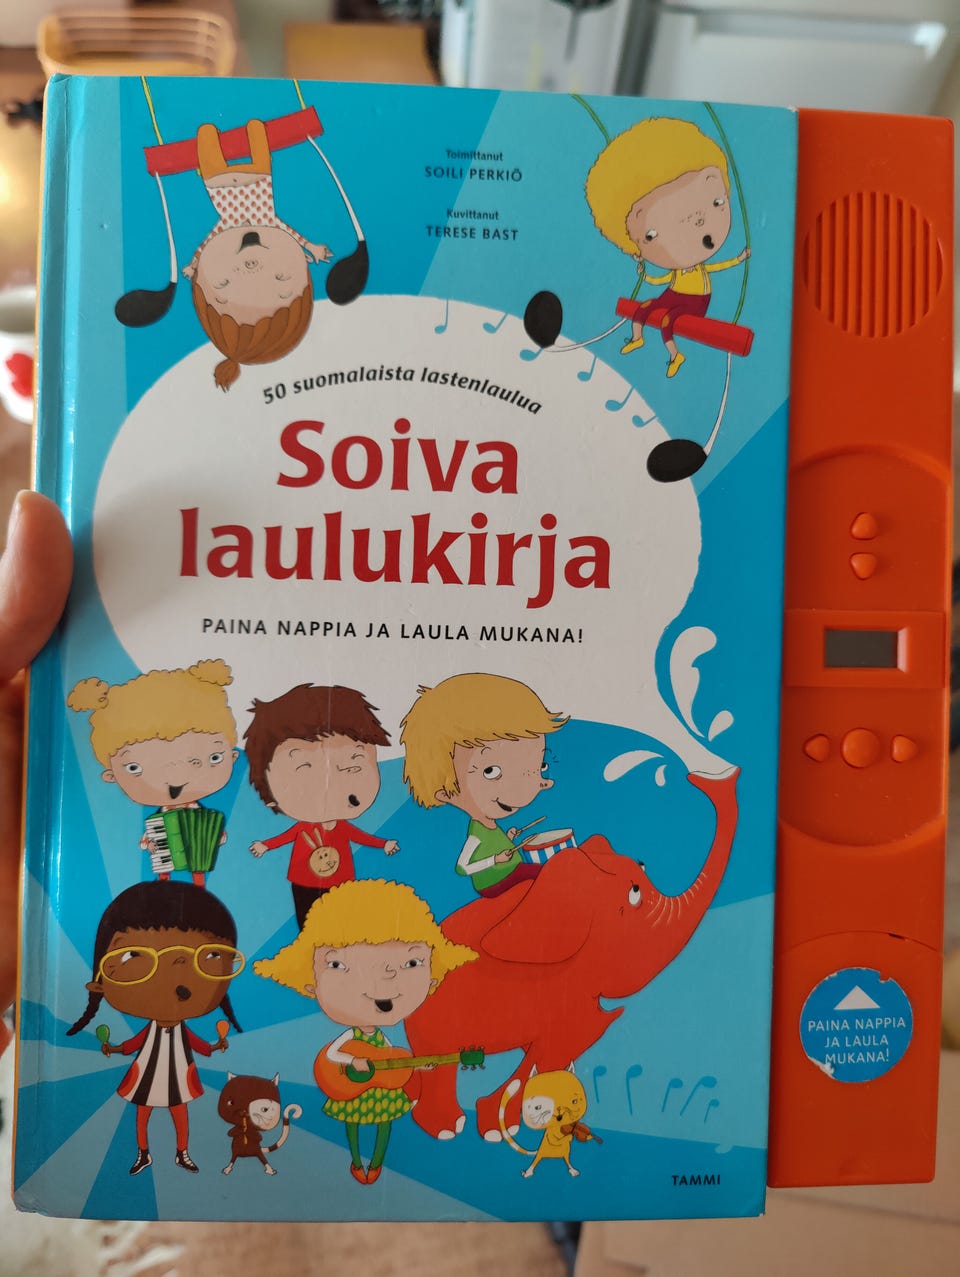 Toimittanut
SOILI PERKIÖ
Kuvittanut
TERESE BAST
50 suomalaista lastenlaulua
Soiva
laulukirja
PAINA NAPPIA JA LAULA MUKANA!
PAINA NAPPIA
JA LAULA
MUKANA!
TAMMI